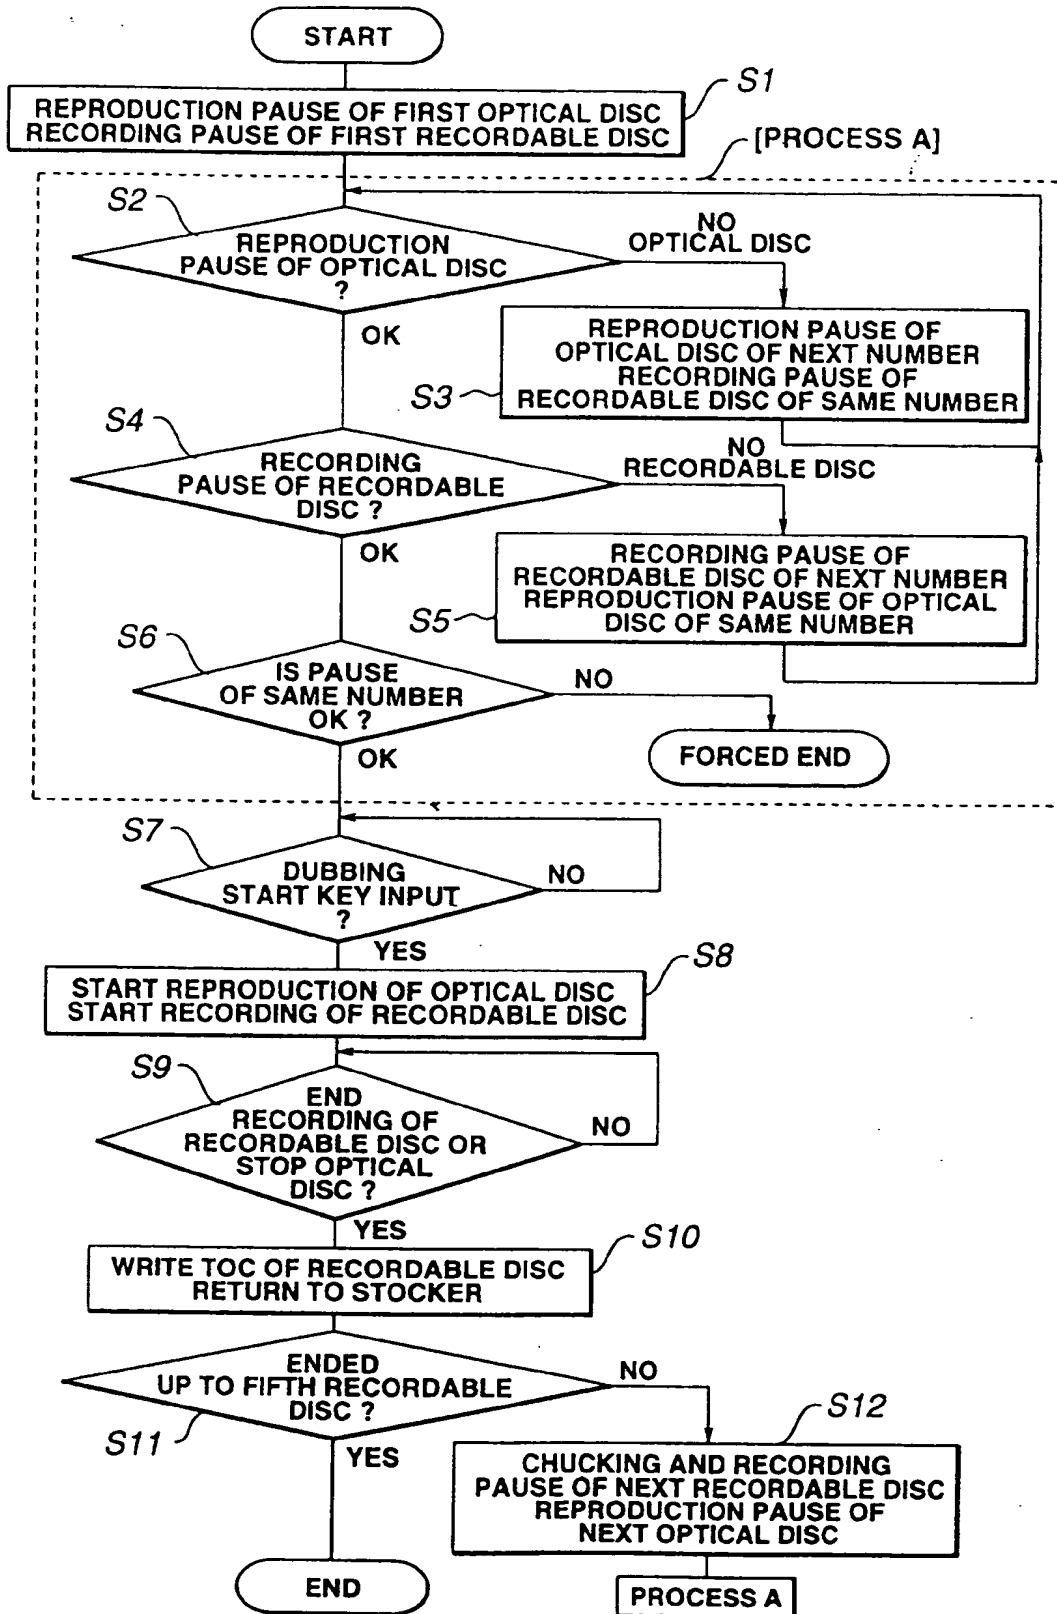 START
S1
REPRODUCTION PAUSE OF FIRST OPTICAL DISC
RECORDING PAUSE OF FIRST RECORDABLE DISC
[PROCESS A]
S2
REPRODUCTION
PAUSE OF OPTICAL DISC
?
NO
OPTICAL DISC
OK
REPRODUCTION PAUSE OF
OPTICAL DISC OF NEXT NUMBER
RECORDING PAUSE OF
RECORDABLE DISC OF SAME NUMBER
S3
S4
RECORDING
PAUSE OF RECORDABLE
DISC ?
NO
RECORDABLE DISC
OK
RECORDING PAUSE OF
RECORDABLE DISC OF NEXT NUMBER
REPRODUCTION PAUSE OF OPTICAL
DISC OF SAME NUMBER
S5
S6
IS PAUSE
OF SAME NUMBER
OK ?
NO
OK
FORCED END
S7
DUBBING
START KEY INPUT
?
NO
YES
S8
START REPRODUCTION OF OPTICAL DISC
START RECORDING OF RECORDABLE DISC
S9
END
RECORDING OF
RECORDABLE DISC OR
STOP OPTICAL
DISC ?
NO
YES
S10
WRITE TOC OF RECORDABLE DISC
RETURN TO STOCKER
ENDED
UP TO FIFTH RECORDABLE
DISC ?
NO
S11
YES
S12
CHUCKING AND RECORDING
PAUSE OF NEXT RECORDABLE DISC
REPRODUCTION PAUSE OF
NEXT OPTICAL DISC
END
PROCESS A